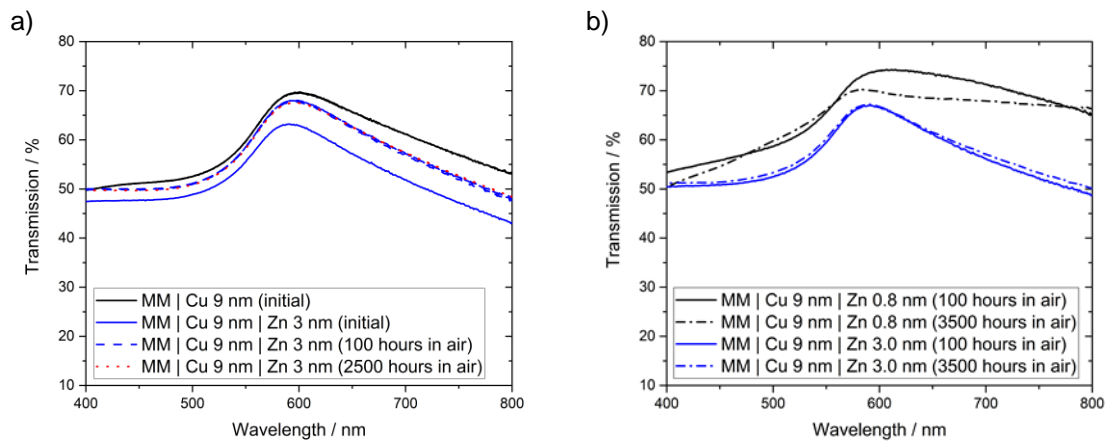 a)
80
70
60
50
40
30
20
10
Transmission / %
MM | Cu 9 nm (initial)
MM | Cu 9 nm | Zn 3 nm (initial)
MM | Cu 9 nm | Zn 3 nm (100 hours in air)
MM | Cu 9 nm | Zn 3 nm (2500 hours in air)
400 500 600 700 800
Wavelength / nm
b)
80
70
60
50
40
30
20
10
Transmission / %
MM | Cu 9 nm | Zn 0.8 nm (100 hours in air)
MM | Cu 9 nm | Zn 0.8 nm (3500 hours in air)
MM | Cu 9 nm | Zn 3.0 nm (100 hours in air)
MM | Cu 9 nm | Zn 3.0 nm (3500 hours in air)
400 500 600 700 800
Wavelength / nm